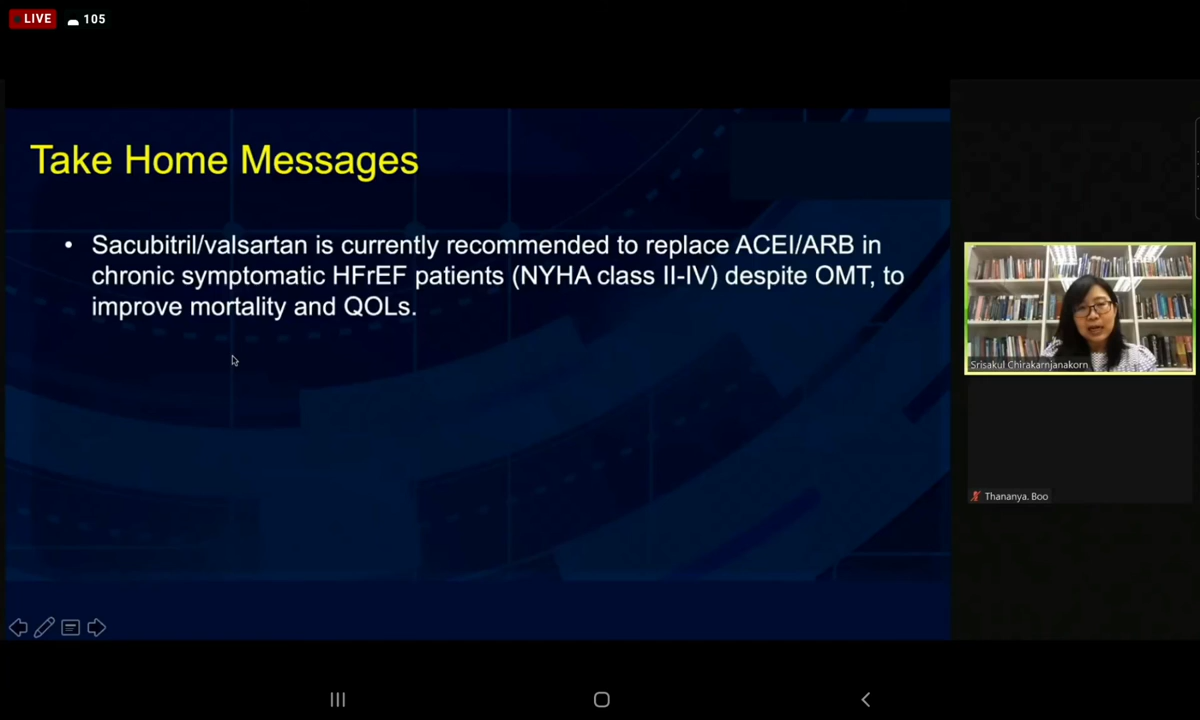 LIVE 105
Take Home Messages
• Sacubitril/valsartan is currently recommended to replace ACEI/ARB in
chronic symptomatic HFrEF patients (NYHA class II-IV) despite OMT, to
improve mortality and QOLs.
Srisakul Chirakarnjanakorn
Thananya. Boo